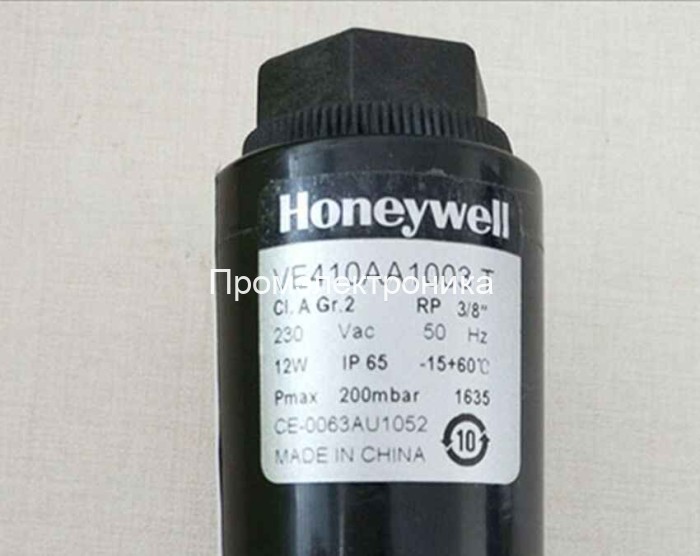 Honeywell
VE410AA1003 T
Промэлектроника
Cl. A Gr.2 RP 3/8"
230 Vac 50 Hz
12W IP 65 -15+60℃
Pmax 200mbar 1635
CE-0063AU1052
10
MADE IN CHINA